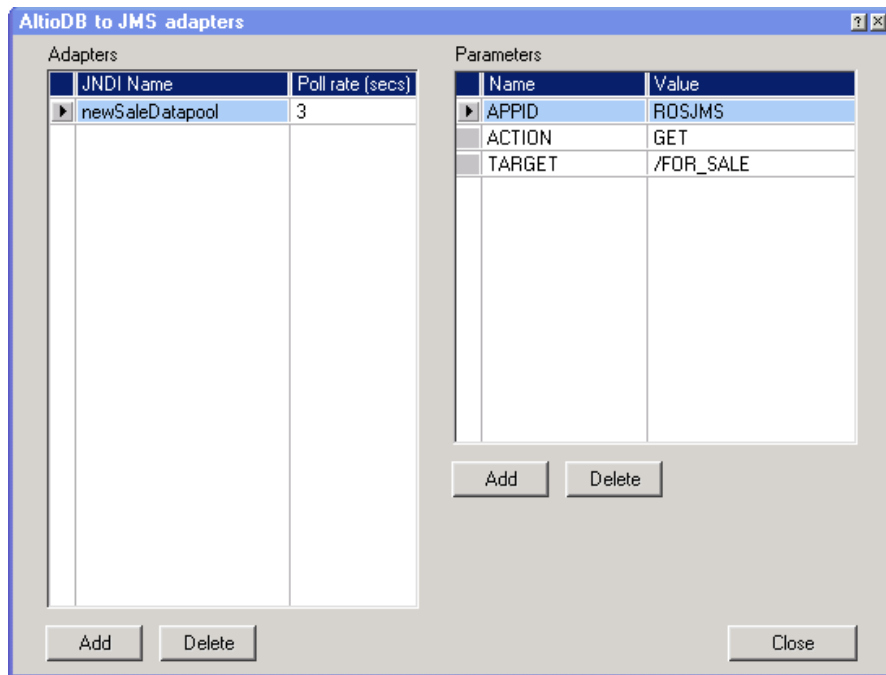 AltioDB to JMS adapters
Adapters
JNDI Name Poll rate (secs)
newSaleDatapool 3
Add Delete
Parameters
Name Value
APPID ROSJMS
ACTION GET
TARGET /FOR_SALE
Add Delete
Close